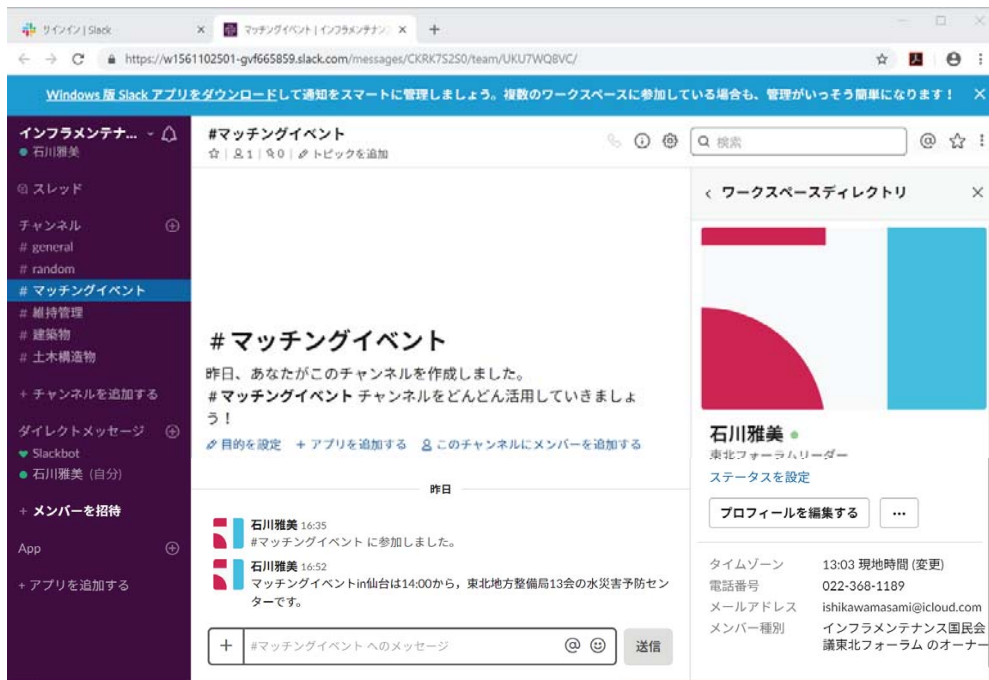 サインイン | Slack
マッチングイベント | インフラメンテナン
https://w1561102501-gvf665859.slack.com/messages/CKRK7S2S0/team/UKU7WQ8VC/
Windows 版 Slack アプリをダウンロードして通知をスマートに管理しましょう。複数のワークスペースに参加している場合も、管理がいっそう簡単になります！
インフラメンテナ...
石川雅美
スレッド
チャンネル
# general
# random
# マッチングイベント
# 維持管理
# 建築物
# 土木構造物
+ チャンネルを追加する
ダイレクトメッセージ
Slackbot
石川雅美 (自分)
+ メンバーを招待
App
+ アプリを追加する
#マッチングイベント
1 | 0 | トピックを追加
検索
# マッチングイベント
昨日、あなたがこのチャンネルを作成しました。
# マッチングイベント チャンネルをどんどん活用していきましょ
う！
目的を設定 + アプリを追加する このチャンネルにメンバーを追加する
昨日
石川雅美 16:35
#マッチングイベント に参加しました。
石川雅美 16:52
マッチングイベントin仙台は14:00から，東北地方整備局13会の水災害予防セン
ターです。
#マッチングイベント へのメッセージ
送信
ワークスペースディレクトリ
石川雅美
東北フォーラムリーダー
ステータスを設定
プロフィールを編集する
...
タイムゾーン 13:03 現地時間 (変更)
電話番号 022-368-1189
メールアドレス ishikawamasami@icloud.com
メンバー種別 インフラメンテナンス国民会
議東北フォーラム のオーナー